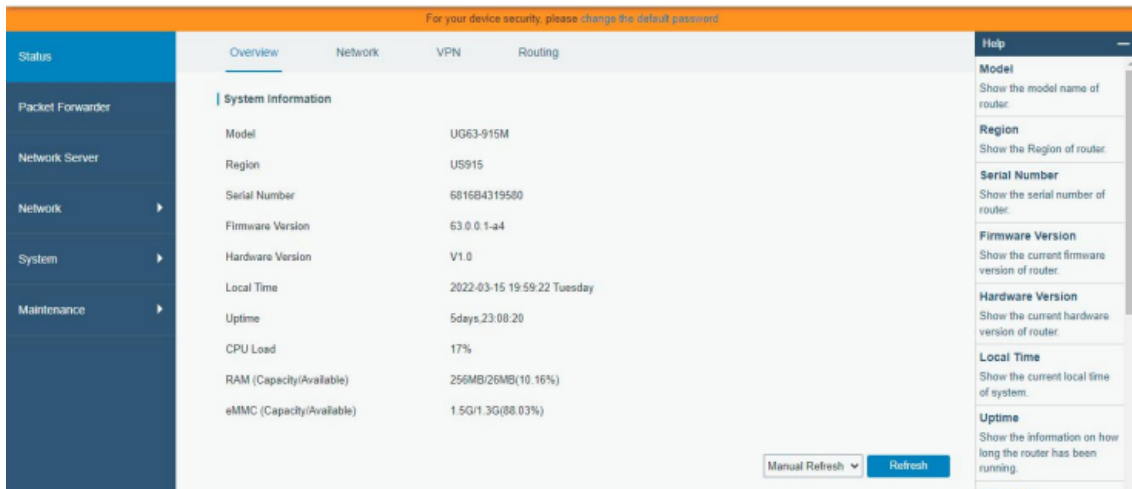 For your device security, please change the default password
Status
Packet Forwarder
Network Server
Network
System
Maintenance
Overview Network VPN Routing
System Information
Model UG63-915M
Region US915
Serial Number 6816B4319580
Firmware Version 63.0.0.1-a4
Hardware Version V1.0
Local Time 2022-03-15 19:59:22 Tuesday
Uptime 5days,23:08:20
CPU Load 17%
RAM (Capacity/Available) 256MB/26MB(10.16%)
eMMC (Capacity/Available) 1.5G/1.3G(88.03%)
Manual Refresh Refresh
Help
Model
Show the model name of
router.
Region
Show the Region of router.
Serial Number
Show the serial number of
router.
Firmware Version
Show the current firmware
version of router.
Hardware Version
Show the current hardware
version of router.
Local Time
Show the current local time
of system.
Uptime
Show the information on how
long the router has been
running.